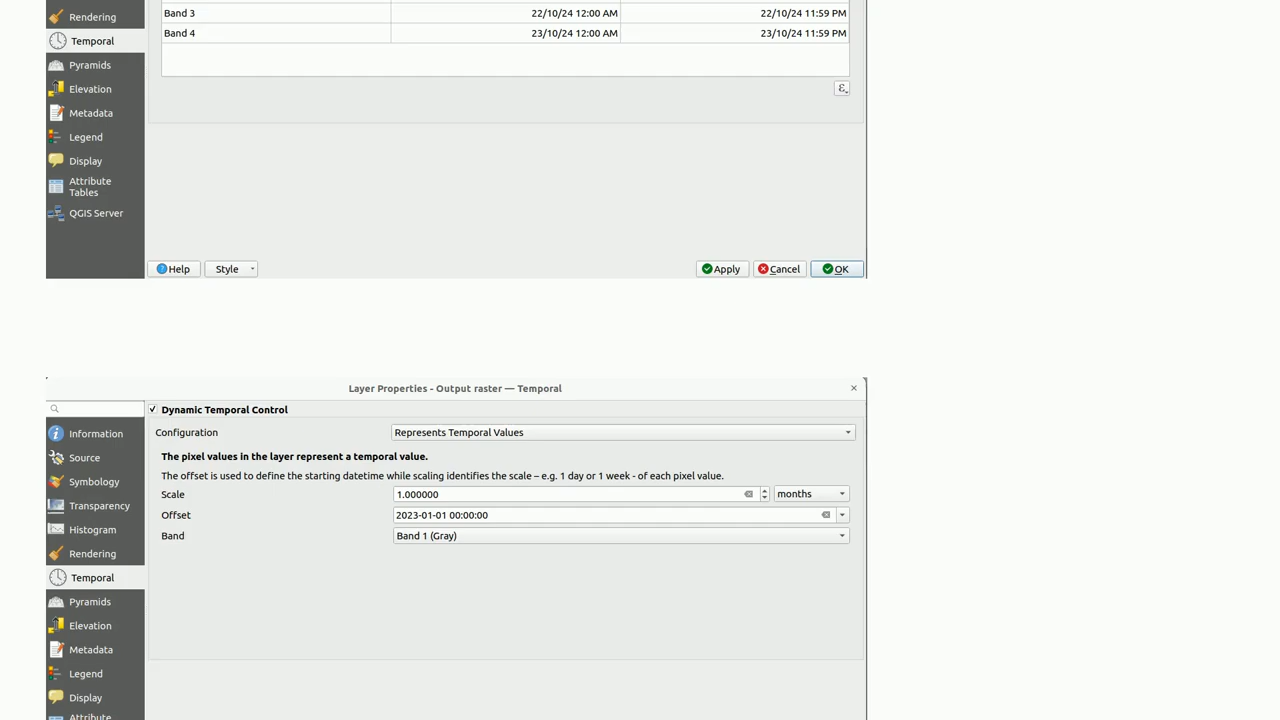 Rendering
Band 3 22/10/24 12:00 AM 22/10/24 11:59 PM
Temporal
Band 4 23/10/24 12:00 AM 23/10/24 11:59 PM
Pyramids
Elevation
ε
Metadata
Legend
Display
Attribute
Tables
QGIS Server
Help Style Apply Cancel OK
Layer Properties - Output raster — Temporal
Dynamic Temporal Control
Information
Configuration Represents Temporal Values
Source
The pixel values in the layer represent a temporal value.
Symbology
The offset is used to define the starting datetime while scaling identifies the scale – e.g. 1 day or 1 week - of each pixel value.
Transparency
Scale 1.000000 months
Histogram
Offset 2023-01-01 00:00:00
Rendering
Band Band 1 (Gray)
Temporal
Pyramids
Elevation
Metadata
Legend
Display
Attribute